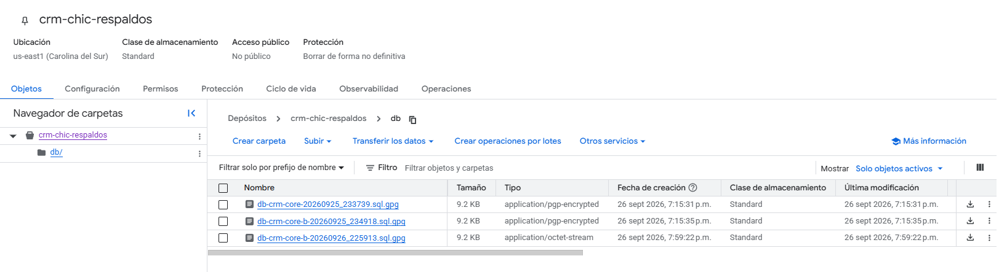 crm-chic-respaldos
Ubicación Clase de almacenamiento Acceso público Protección
us-east1 (Carolina del Sur) Standard No público Borrar de forma no definitiva
Objetos Configuración Permisos Protección Ciclo de vida Observabilidad Operaciones
Navegador de carpetas
crm-chic-respaldos
db/
Depósitos crm-chic-respaldos db
Crear carpeta Subir Transferir los datos Crear operaciones por lotes Otros servicios Más información
Filtrar solo por prefijo de nombre Filtro Filtrar objetos y carpetas Mostrar Solo objetos activos
Nombre Tamaño Tipo Fecha de creación Clase de almacenamiento Última modificación
db-crm-core-20260925_233739.sql.gpg 9.2 KB application/pgp-encrypted 26 sept 2026, 7:15:31 p.m. Standard 26 sept 2026, 7:15:31 p.m.
db-crm-core-b-20260925_234918.sql.gpg 9.2 KB application/pgp-encrypted 26 sept 2026, 7:15:35 p.m. Standard 26 sept 2026, 7:15:35 p.m.
db-crm-core-b-20260926_225913.sql.gpg 9.2 KB application/octet-stream 26 sept 2026, 7:59:22 p.m. Standard 26 sept 2026, 7:59:22 p.m.